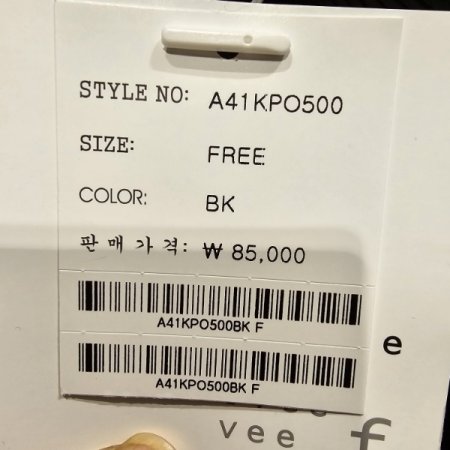 STYLE NO: A41KPO500
SIZE: FREE
COLOR: BK
판매가격: ₩ 85,000
A41KPO500BK F
A41KPO500BK F
e
vee f